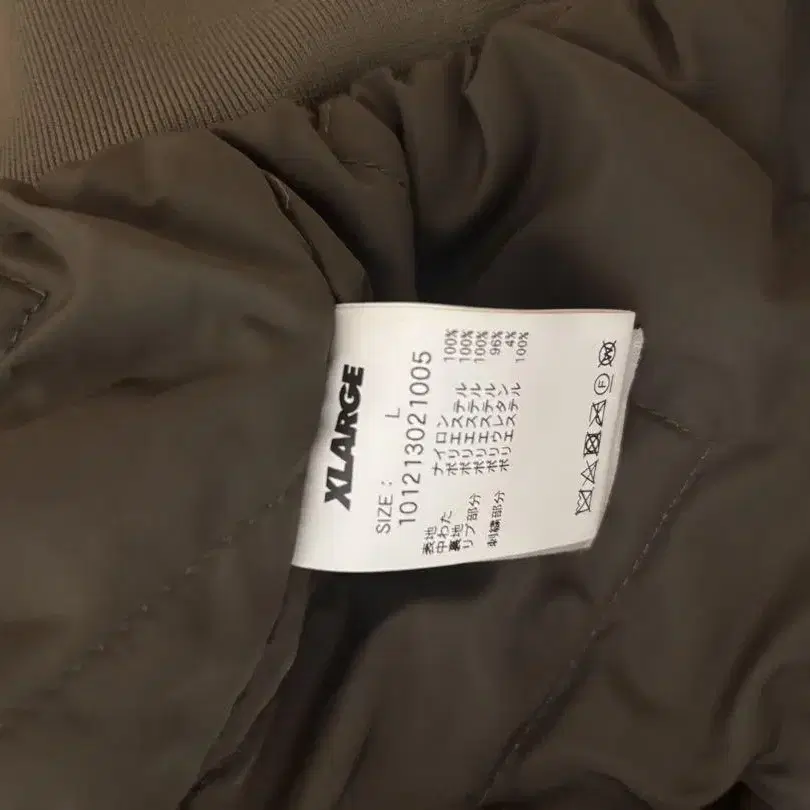 XLARGE
SIZE : L
101213021005
表地 ナイロン 100%
中わた ポリエステル 100%
裏地 ポリエステル 100%
リブ部分 ポリエステル 96%
ポリウレタン 4%
刺繍部分 ポリエステル 100%
F
W